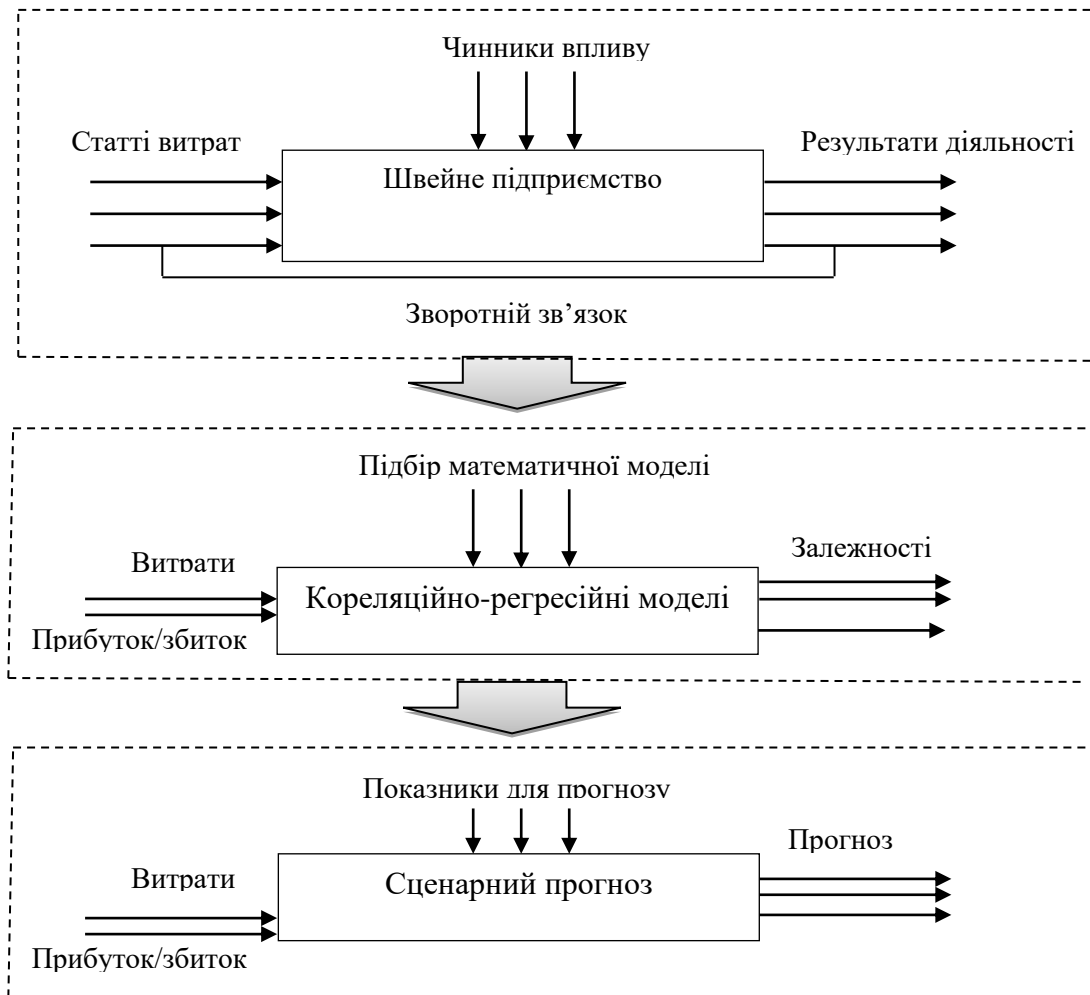 Чинники впливу
Статті витрат
Результати діяльності
Швейне підприємство
Зворотній зв’язок
Підбір математичної моделі
Витрати
Залежності
Кореляційно-регресійні моделі
Прибуток/збиток
Показники для прогнозу
Прогноз
Витрати
Сценарний прогноз
Прибуток/збиток